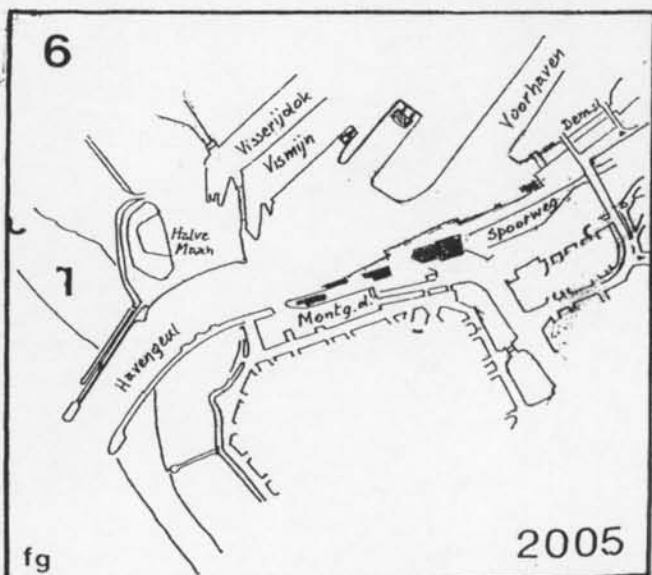 6
Visserijdok
Vismijn
Voorhaven
Halve
Maan
Spoorweg
1
Montg. d.
Havengeul
fg
2005